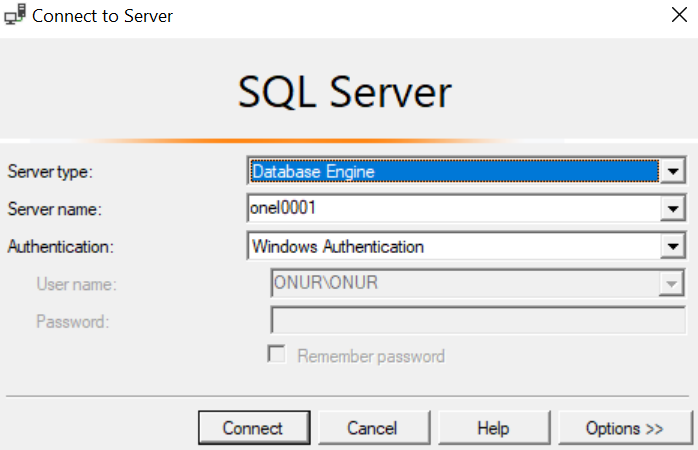 Connect to Server
SQL Server
Server type: Database Engine
Server name: onel0001
Authentication: Windows Authentication
User name: ONUR\ONUR
Password:
Remember password
Connect Cancel Help Options >>